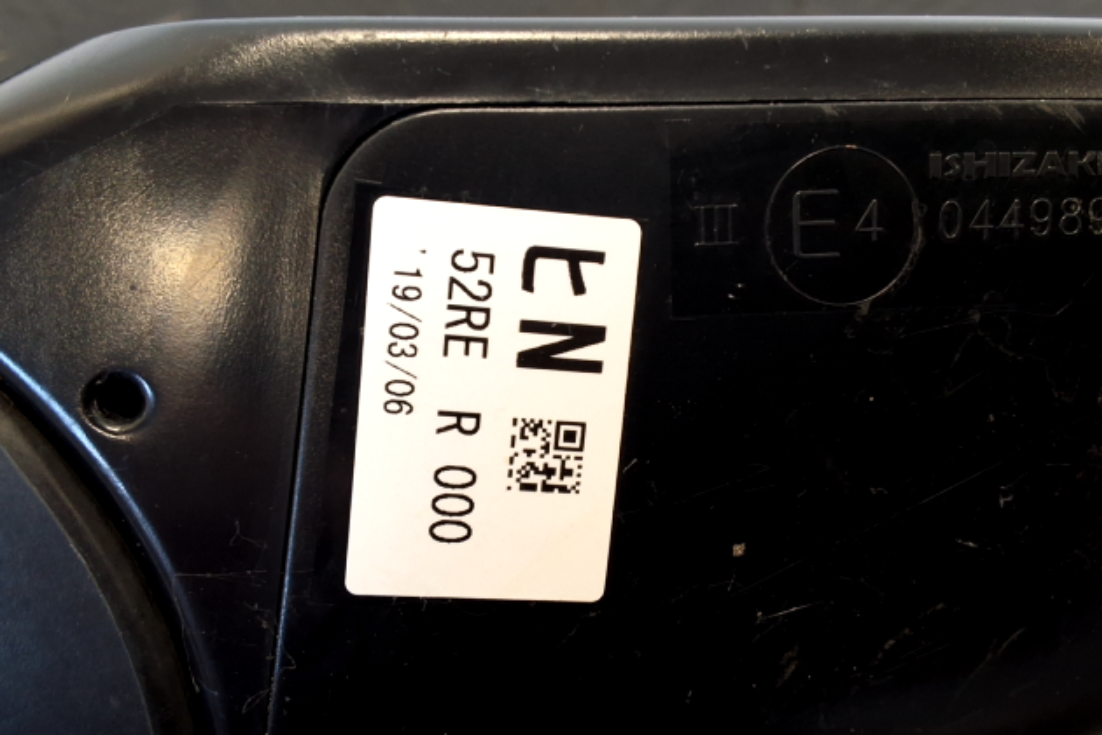 ヒN
52RE R 000
'19/03/06
ISHIZAKI
III E4 044989